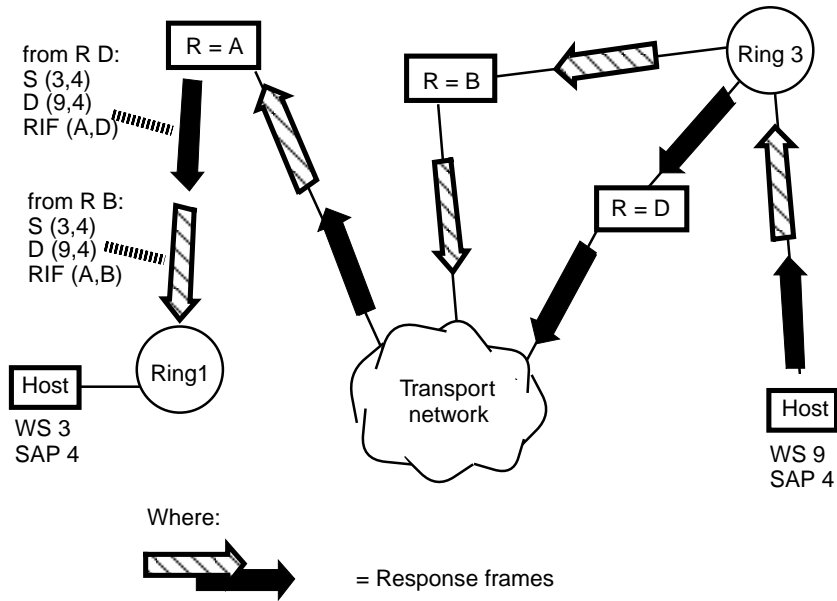 from R D:
S (3,4)
D (9,4)
RIF (A,D)
R = A
R = B
Ring 3
from R B:
S (3,4)
D (9,4)
RIF (A,B)
R = D
Ring1
Host
WS 3
SAP 4
Transport
network
Host
WS 9
SAP 4
Where:
= Response frames